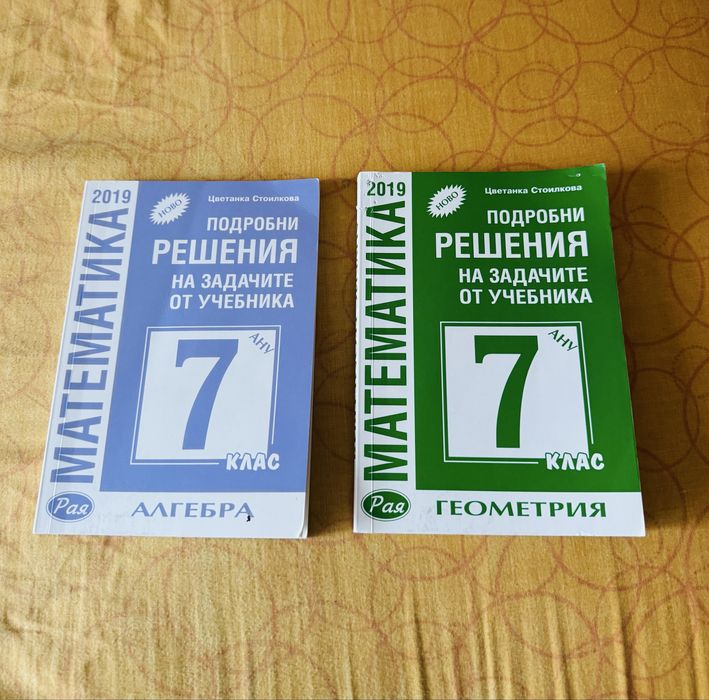 2019
МАТЕМАТИКА
НОВО
Цветанка Стоилкова
ПОДРОБНИ
РЕШЕНИЯ
НА ЗАДАЧИТЕ
ОТ УЧЕБНИКА
АНУ
7
КЛАС
Рая
АЛГЕБРА
2019
МАТЕМАТИКА
НОВО
Цветанка Стоилкова
ПОДРОБНИ
РЕШЕНИЯ
НА ЗАДАЧИТЕ
ОТ УЧЕБНИКА
АНУ
7
КЛАС
Рая
ГЕОМЕТРИЯ